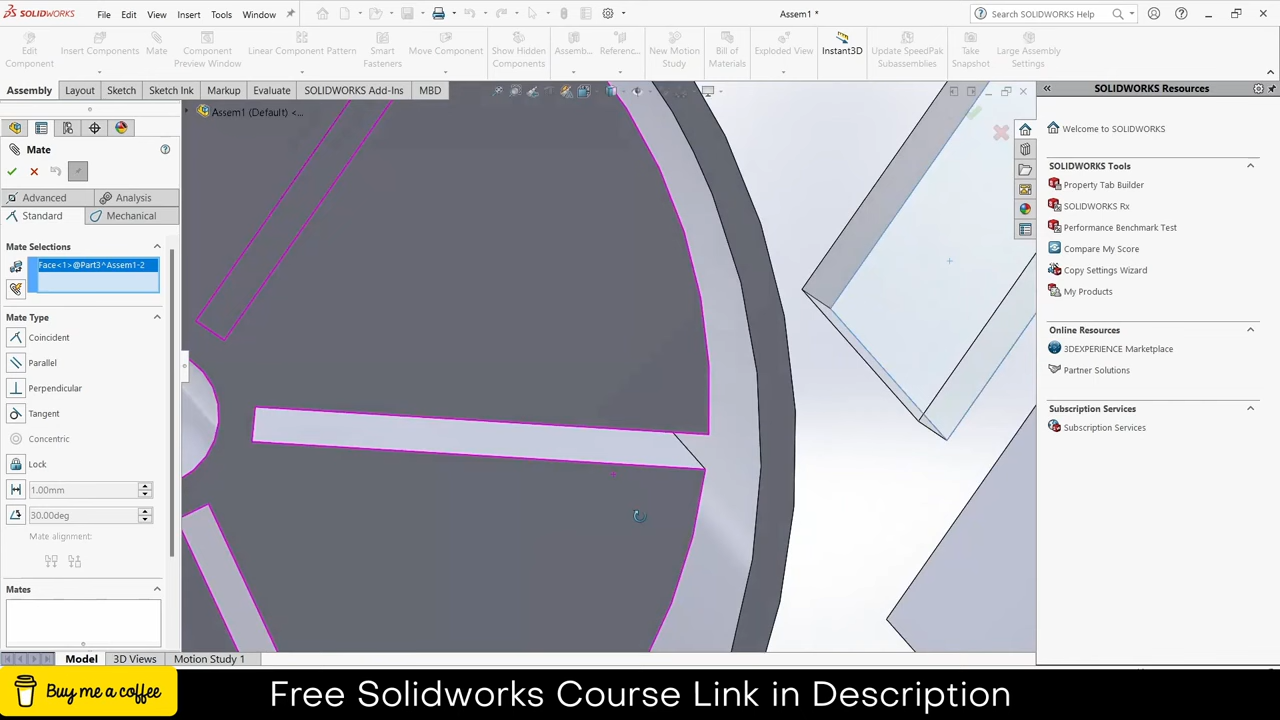 SOLIDWORKS
File Edit View Insert Tools Window
Assem1 *
Search SOLIDWORKS Help
Edit Component
Insert Components
Mate
Component Preview Window
Linear Component Pattern
Smart Fasteners
Move Component
Show Hidden Components
Assemb...
Referenc...
New Motion Study
Bill of Materials
Exploded View
Instant3D
Update SpeedPak Subassemblies
Take Snapshot
Large Assembly Settings
Assembly Layout Sketch Sketch Ink Markup Evaluate SOLIDWORKS Add-Ins MBD
Assem1 (Default) <...
Mate
Advanced Analysis
Standard Mechanical
Mate Selections
Face<1>@Part3^Assem1-2
Mate Type
Coincident
Parallel
Perpendicular
Tangent
Concentric
Lock
1.00mm
30.00deg
Mate alignment:
Mates
SOLIDWORKS Resources
Welcome to SOLIDWORKS
SOLIDWORKS Tools
Property Tab Builder
SOLIDWORKS Rx
Performance Benchmark Test
Compare My Score
Copy Settings Wizard
My Products
Online Resources
3DEXPERIENCE Marketplace
Partner Solutions
Subscription Services
Subscription Services
Model 3D Views Motion Study 1
Buy me a coffee
Free Solidworks Course Link in Description